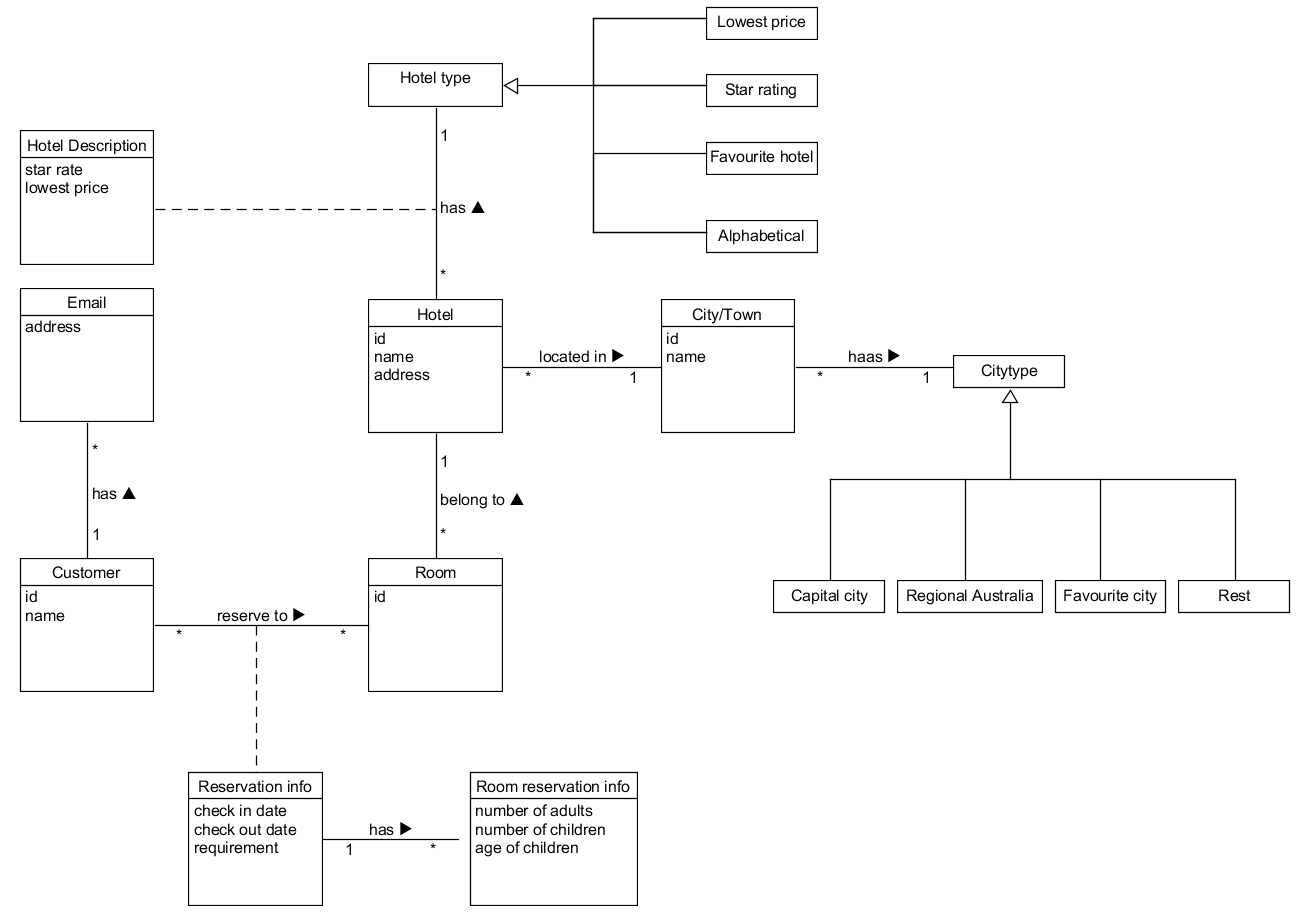 Lowest price
Hotel type
Star rating
1
Hotel Description
star rate
lowest price
Favourite hotel
has ▲
Alphabetical
*
Email
address
Hotel
id
name
address
located in ▶
* 1
City/Town
id
name
haas ▶
* 1
Citytype
*
has ▲
1
1
belong to ▲
*
Customer
id
name
reserve to ▶
* *
Room
id
Capital city
Regional Australia
Favourite city
Rest
Reservation info
check in date
check out date
requirement
has ▶
1 *
Room reservation info
number of adults
number of children
age of children